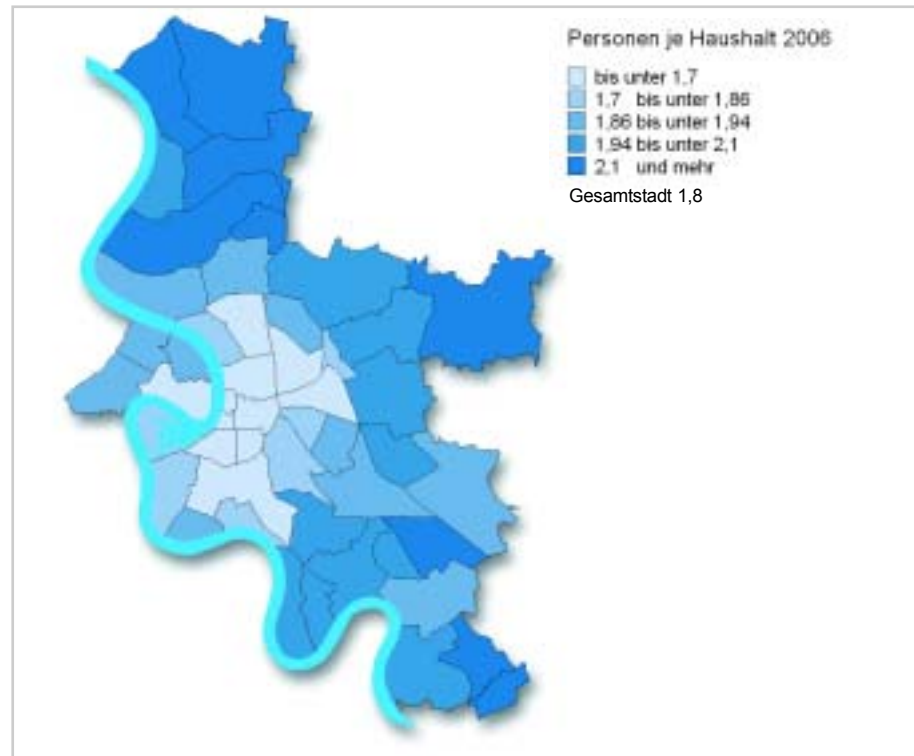 Personen je Haushalt 2006
bis unter 1,7
1,7 bis unter 1,86
1,86 bis unter 1,94
1,94 bis unter 2,1
2,1 und mehr
Gesamtstadt 1,8